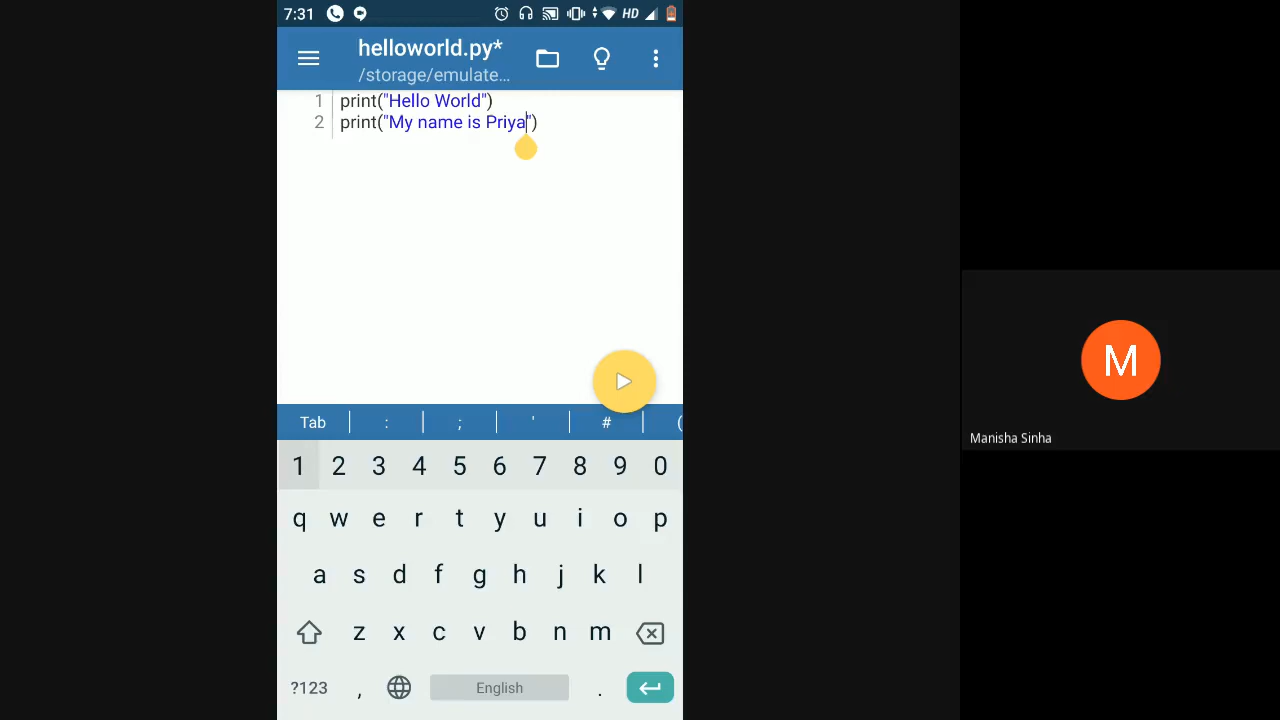 7:31 HD
helloworld.py*
/storage/emulate...
1 print("Hello World")
2 print("My name is Priya")
Tab : ; ' # (
1 2 3 4 5 6 7 8 9 0
q w e r t y u i o p
a s d f g h j k l
z x c v b n m
?123 , English .
M
Manisha Sinha